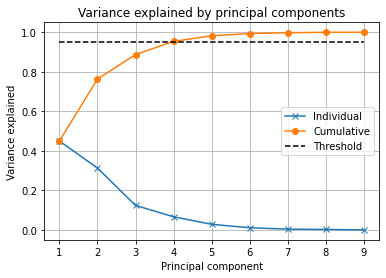 Variance explained by principal components
Variance explained
1.0
0.8
0.6
0.4
0.2
0.0
Individual
Cumulative
Threshold
1 2 3 4 5 6 7 8 9
Principal component